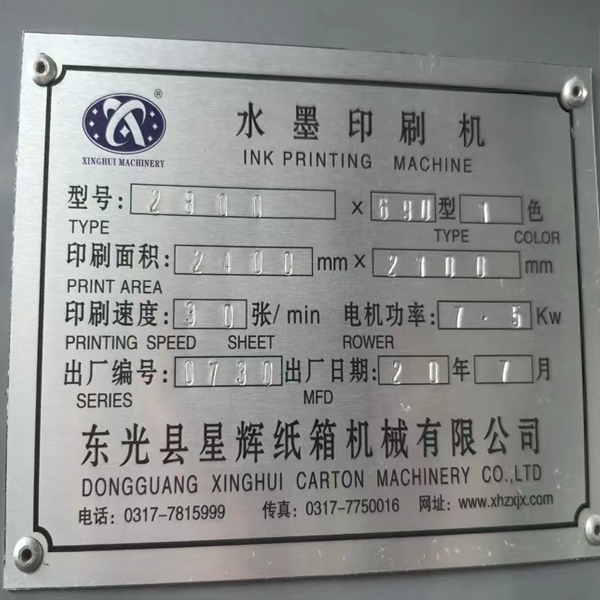 ®
XINGHUI MACHINERY
水墨印刷机
INK PRINTING MACHINE
型号: 2800 × 690 型 1 色
TYPE TYPE COLOR
印刷面积: 2400 mm × 2100 mm
PRINT AREA
印刷速度: 30 张/min 电机功率: 7.5 Kw
PRINTING SPEED SHEET ROWER
出厂编号: 0730 出厂日期: 20 年 7 月
SERIES MFD
东光县星辉纸箱机械有限公司
DONGGUANG XINGHUI CARTON MACHINERY CO.,LTD
电话: 0317-7815999 传真: 0317-7750016 网址: www.xhzxjx.com